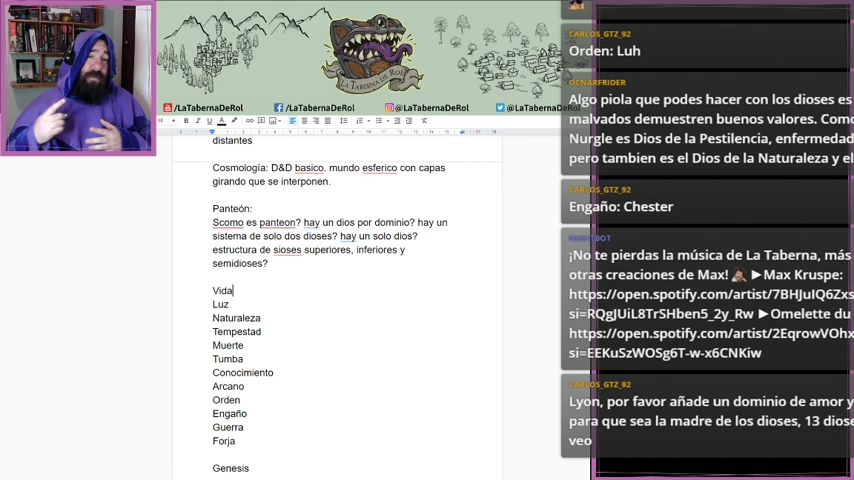 LA TABERNA DE ROL
/LaTabernaDeRol
/LaTabernaDeRol
@LaTabernaDeRol
/LaTabernaDeRol
distantes
Cosmología: D&D basico. mundo esferico con capas
girando que se interponen.
Panteón:
Scomo es panteon? hay un dios por dominio? hay un
sistema de solo dos dioses? hay un solo dios?
estructura de sioses superiores, inferiores y
semidioses?
Vida
Luz
Naturaleza
Tempestad
Muerte
Tumba
Conocimiento
Arcano
Orden
Engaño
Guerra
Forja
Genesis
CARLOS_GTZ_92
Orden: Luh
OCNARFRIDER
Algo piola que podes hacer con los dioses es
malvados demuestren buenos valores. Como
Nurgle es Dios de la Pestilencia, enfermedad
pero tambien es el Dios de la Naturaleza y el
CARLOS_GTZ_92
Engaño: Chester
NIGHTBOT
¡No te pierdas la música de La Taberna, más
otras creaciones de Max! ►Max Kruspe:
https://open.spotify.com/artist/7BHJuIQ6Zxs
si=RQgJUiL8TrSHben5_2y_Rw ►Omelette du
https://open.spotify.com/artist/2EqrowVOhx
si=EEKuSzWOSg6T-w-x6CNKiw
CARLOS_GTZ_92
Lyon, por favor añade un dominio de amor y
para que sea la madre de los dioses, 13 diose
veo